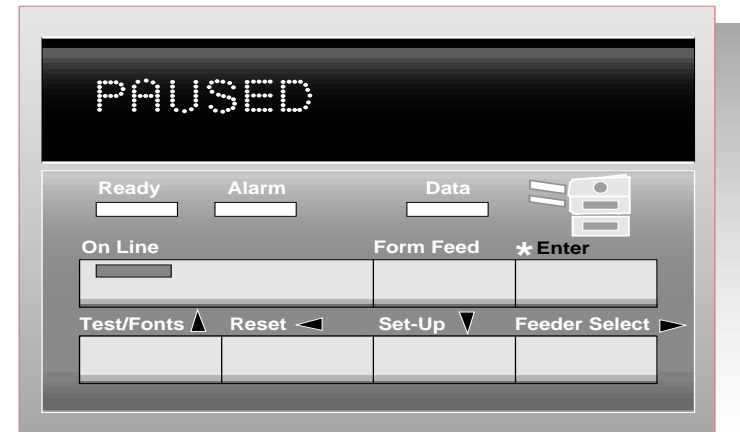 PAUSED
Ready Alarm Data
On Line Form Feed *Enter
Test/Fonts Reset Set-Up Feeder Select